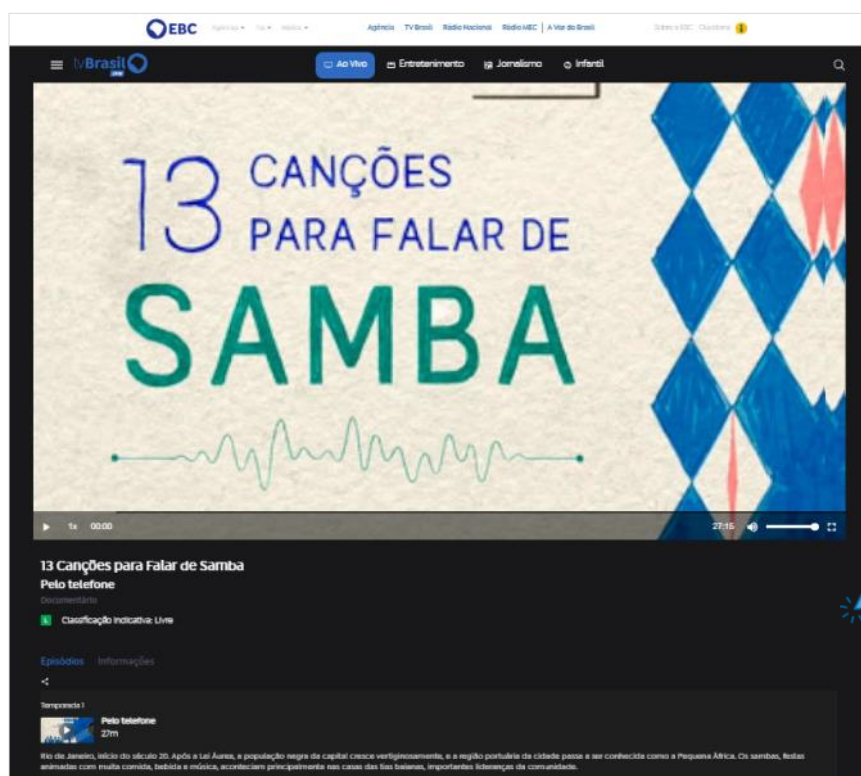 EBC
Agência TV Brasil Rádio Nacional Rádio MEC | A Voz do Brasil
tvBrasil
Ao Vivo Entretenimento Jornalismo Infantil
13 CANÇÕES
PARA FALAR DE
SAMBA
1x 00:00 27:15
13 Canções para Falar de Samba
Pelo telefone
Documentário
L Classificação Indicativa: Livre
Episódios Informações
Temporada 1
Pelo telefone
27m
Rio de Janeiro, início do século 20. Após a Lei Áurea, a população negra da capital cresce vertiginosamente, e a região portuária da cidade passa a ser conhecida como a Pequena África. Os sambas, festas
animadas com muita comida, bebida e música, aconteciam principalmente nas casas das tias baianas, importantes lideranças da comunidade.